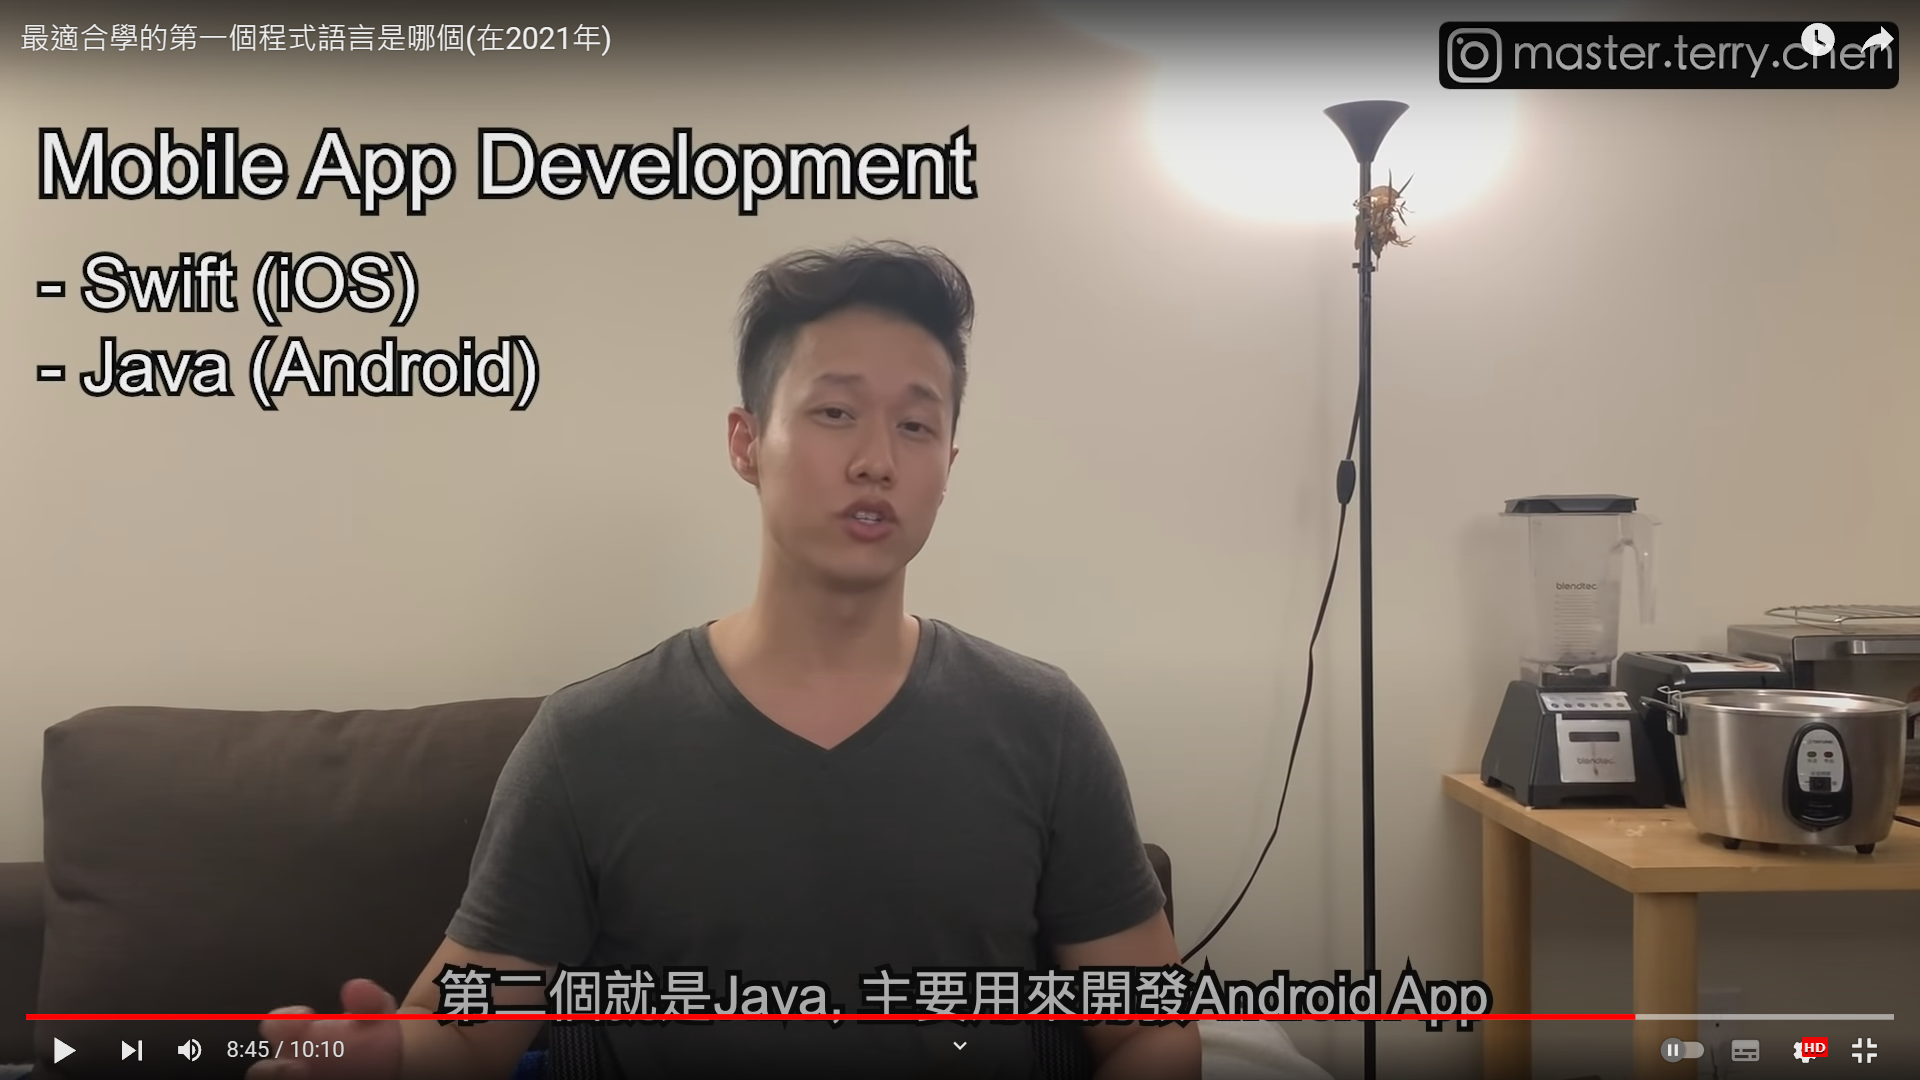 最適合學的第一個程式語言是哪個(在2021年)
master.terry.chen
Mobile App Development
- Swift (iOS)
- Java (Android)
blendtec
blendtec
第二個就是Java, 主要用來開發Android App
8:45 / 10:10
HD